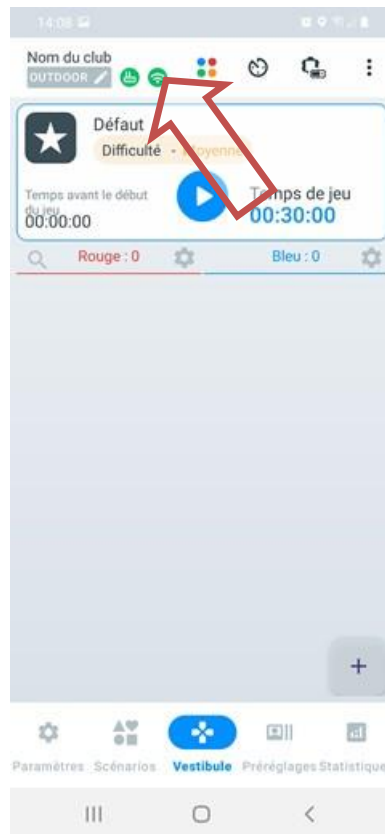 14:08
Nom du club
OUTDOOR
Défaut
Difficulté - Moyenne
Temps avant le début
du jeu
00:00:00
Temps de jeu
00:30:00
Rouge : 0
Bleu : 0
+
Paramètres Scénarios Vestibule Préréglages Statistique